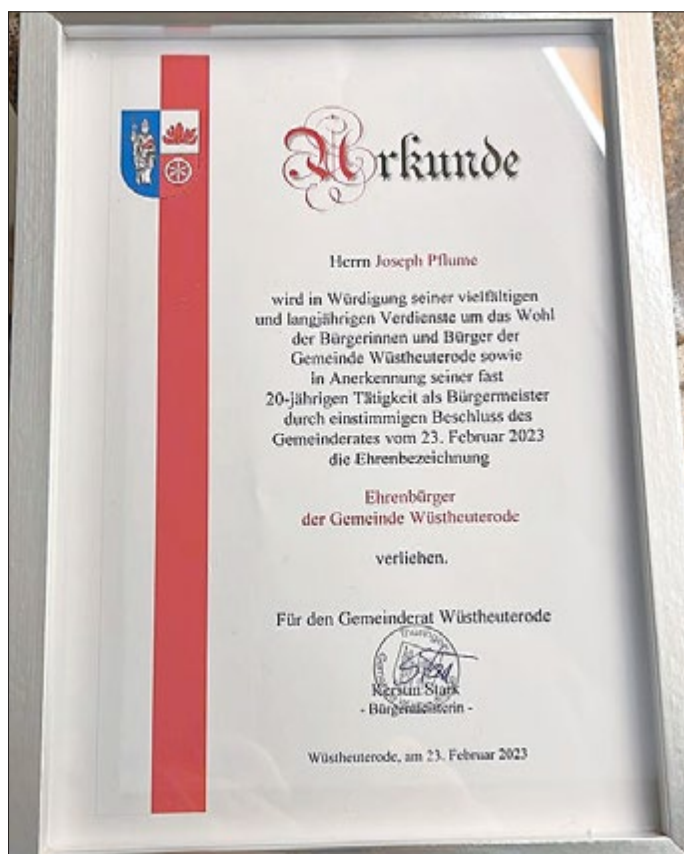 Urkunde
Herrn Joseph Pflume
wird in Würdigung seiner vielfältigen
und langjährigen Verdienste um das Wohl
der Bürgerinnen und Bürger der
Gemeinde Wüstheuterode sowie
in Anerkennung seiner fast
20-jährigen Tätigkeit als Bürgermeister
durch einstimmigen Beschluss des
Gemeinderates vom 23. Februar 2023
die Ehrenbezeichnung
Ehrenbürger
der Gemeinde Wüstheuterode
verliehen.
Für den Gemeinderat Wüstheuterode
Thüringen
Kerstin Stark
- Bürgermeisterin -
Wüstheuterode, am 23. Februar 2023